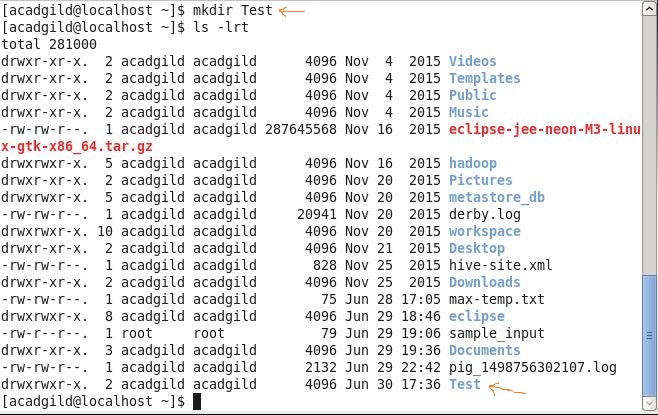 [acadgild@localhost ~]$ mkdir Test
[acadgild@localhost ~]$ ls -lrt
total 281000
drwxr-xr-x.  2 acadgild acadgild      4096 Nov  4  2015 Videos
drwxr-xr-x.  2 acadgild acadgild      4096 Nov  4  2015 Templates
drwxr-xr-x.  2 acadgild acadgild      4096 Nov  4  2015 Public
drwxr-xr-x.  2 acadgild acadgild      4096 Nov  4  2015 Music
-rw-rw-r--.  1 acadgild acadgild 287645568 Nov 16  2015 eclipse-jee-neon-M3-linu
x-gtk-x86_64.tar.gz
drwxrwxr-x.  5 acadgild acadgild      4096 Nov 16  2015 hadoop
drwxr-xr-x.  2 acadgild acadgild      4096 Nov 20  2015 Pictures
drwxrwxr-x.  5 acadgild acadgild      4096 Nov 20  2015 metastore_db
-rw-rw-r--.  1 acadgild acadgild     20941 Nov 20  2015 derby.log
drwxrwxr-x. 10 acadgild acadgild      4096 Nov 20  2015 workspace
drwxr-xr-x.  2 acadgild acadgild      4096 Nov 21  2015 Desktop
-rw-rw-r--.  1 acadgild acadgild       828 Nov 25  2015 hive-site.xml
drwxr-xr-x.  2 acadgild acadgild      4096 Nov 25  2015 Downloads
-rw-rw-r--.  1 acadgild acadgild        75 Jun 28 17:05 max-temp.txt
drwxrwxr-x.  8 acadgild acadgild      4096 Jun 29 18:46 eclipse
-rw-r--r--.  1 root     root            79 Jun 29 19:06 sample_input
drwxr-xr-x.  3 acadgild acadgild      4096 Jun 29 19:36 Documents
-rw-rw-r--.  1 acadgild acadgild      2132 Jun 29 22:42 pig_1498756302107.log
drwxrwxr-x.  2 acadgild acadgild      4096 Jun 30 17:36 Test
[acadgild@localhost ~]$